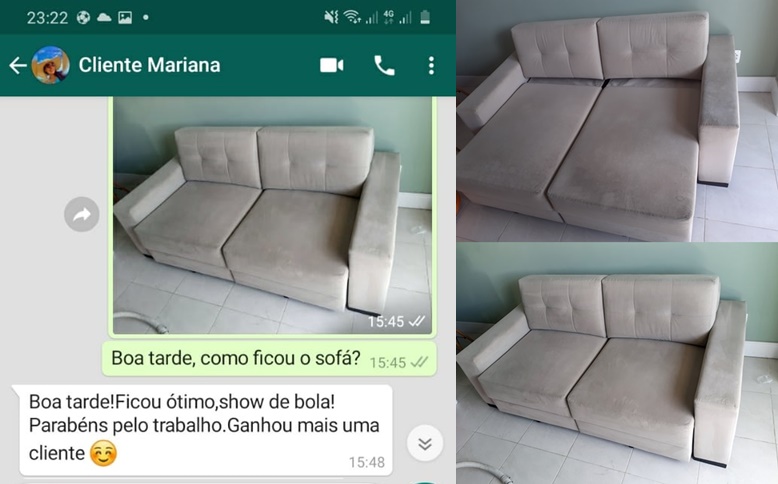 23:22
4G
Cliente Mariana
15:45
Boa tarde, como ficou o sofá? 15:45
Boa tarde!Ficou ótimo,show de bola!
Parabéns pelo trabalho.Ganhou mais uma
cliente ☺️
15:48